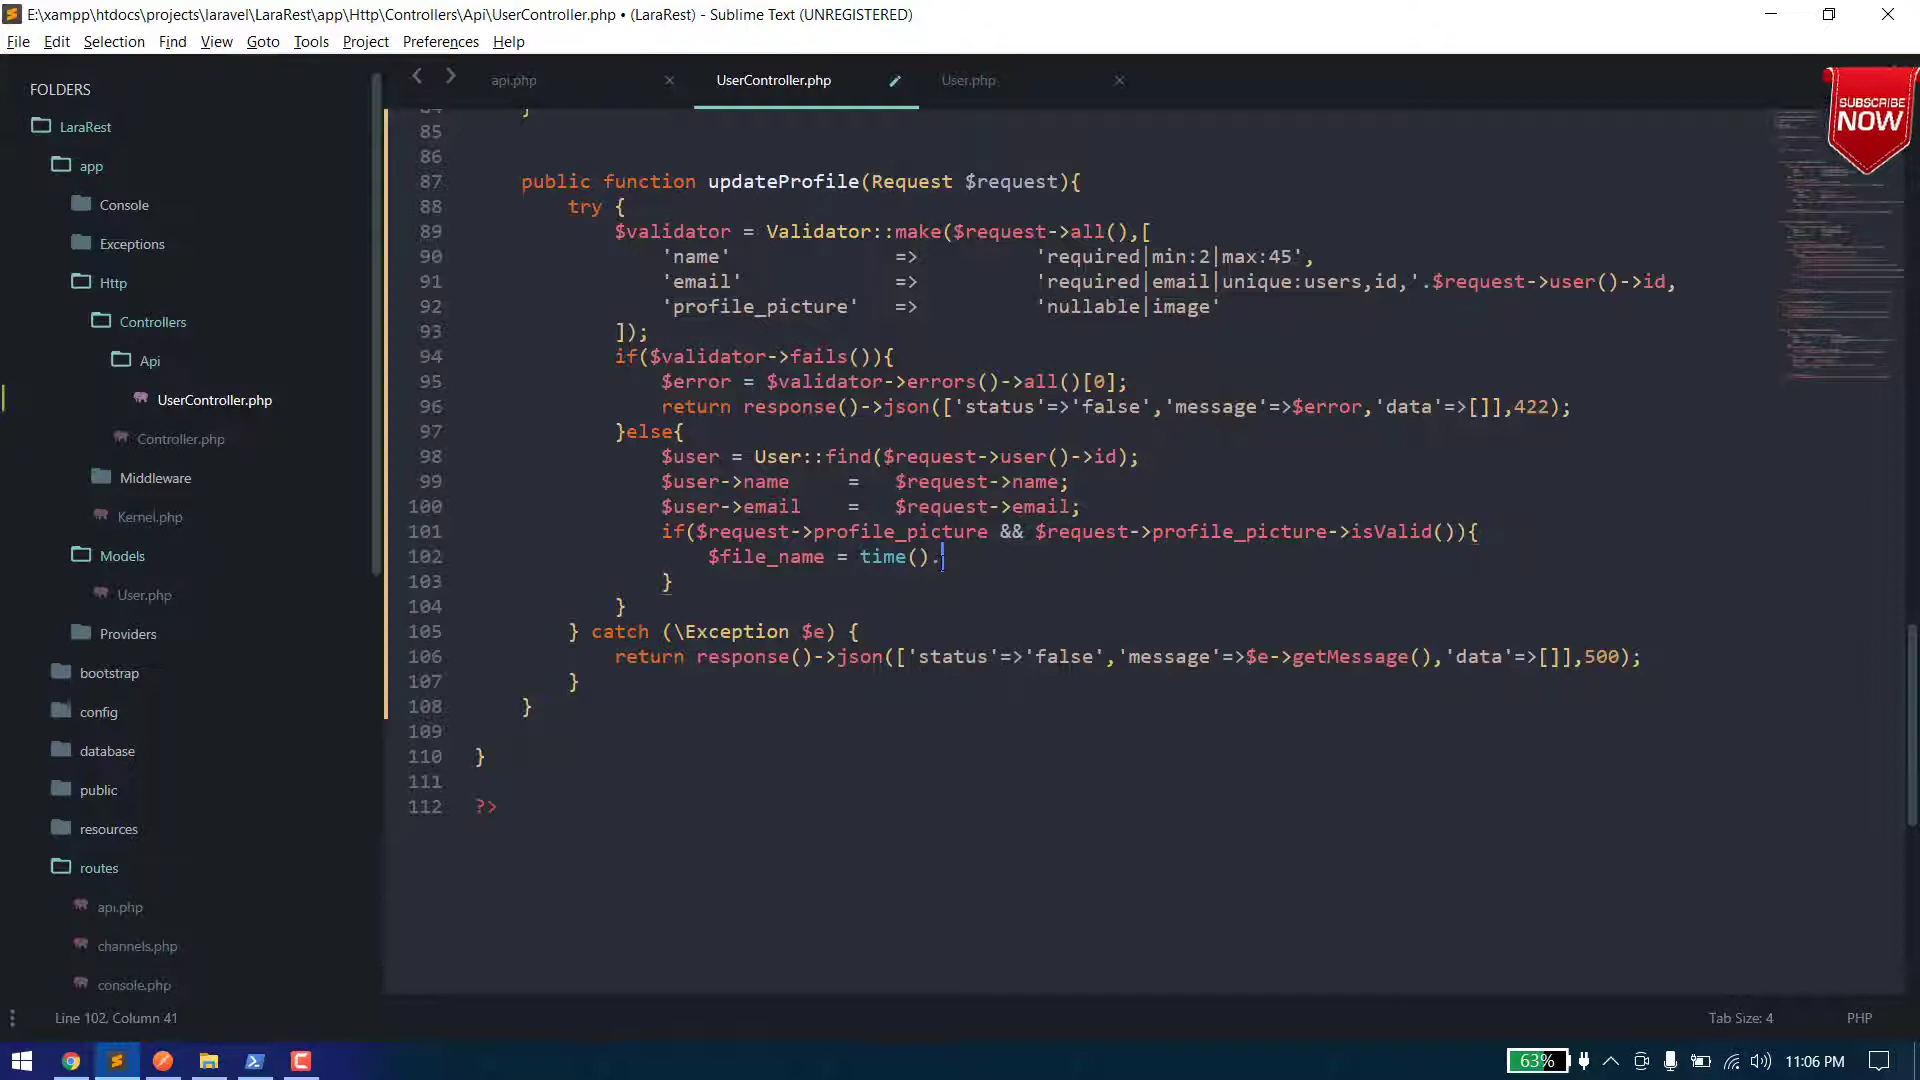 E:\xampp\htdocs\projects\laravel\LaraRest\app\Http\Controllers\Api\UserController.php • (LaraRest) - Sublime Text (UNREGISTERED)
File Edit Selection Find View Goto Tools Project Preferences Help
FOLDERS
LaraRest
app
Console
Exceptions
Http
Controllers
Api
UserController.php
Controller.php
Middleware
Kernel.php
Models
User.php
Providers
bootstrap
config
database
public
resources
routes
api.php
channels.php
console.php
api.php UserController.php User.php
SUBSCRIBE
NOW
84 }
85
86
87 public function updateProfile(Request $request){
88 try {
89 $validator = Validator::make($request->all(),[
90 'name' => 'required|min:2|max:45',
91 'email' => 'required|email|unique:users,id,'.$request->user()->id,
92 'profile_picture' => 'nullable|image'
93 ]);
94 if($validator->fails()){
95 $error = $validator->errors()->all()[0];
96 return response()->json(['status'=>'false','message'=>$error,'data'=>[]],422);
97 }else{
98 $user = User::find($request->user()->id);
99 $user->name = $request->name;
100 $user->email = $request->email;
101 if($request->profile_picture && $request->profile_picture->isValid()){
102 $file_name = time().
103 }
104 }
105 } catch (\Exception $e) {
106 return response()->json(['status'=>'false','message'=>$e->getMessage(),'data'=>[]],500);
107 }
108 }
109
110 }
111
112 ?>
Line 102, Column 41 Tab Size: 4 PHP
63% 11:06 PM